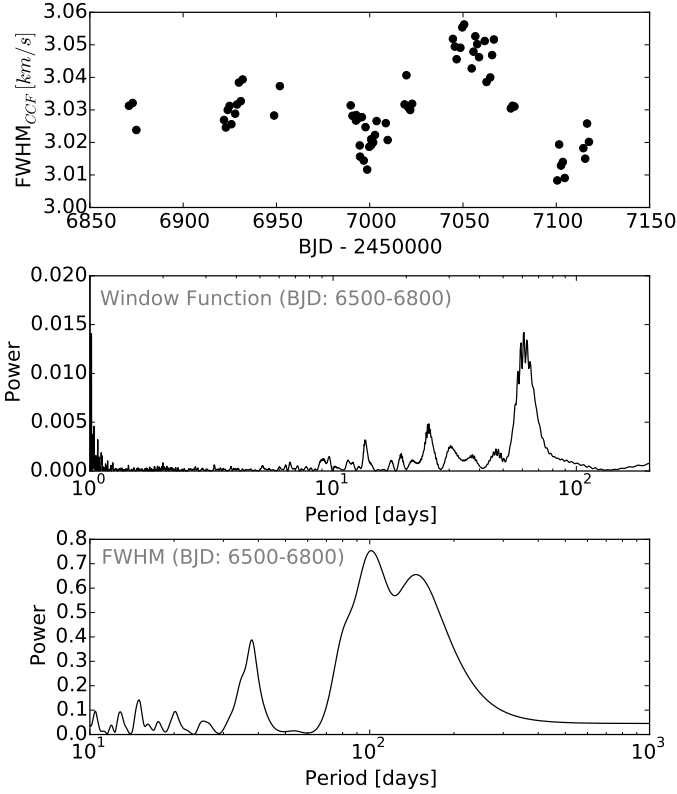 3.06
3.05
3.04
3.03
3.02
3.01
3.00
FWHM_CCF [km/s]
6850 6900 6950 7000 7050 7100 7150
BJD - 2450000
0.020
0.015
0.010
0.005
0.000
Power
Window Function (BJD: 6500-6800)
10^0 10^1 10^2
Period [days]
0.8
0.7
0.6
0.5
0.4
0.3
0.2
0.1
0.0
Power
FWHM (BJD: 6500-6800)
10^1 10^2 10^3
Period [days]